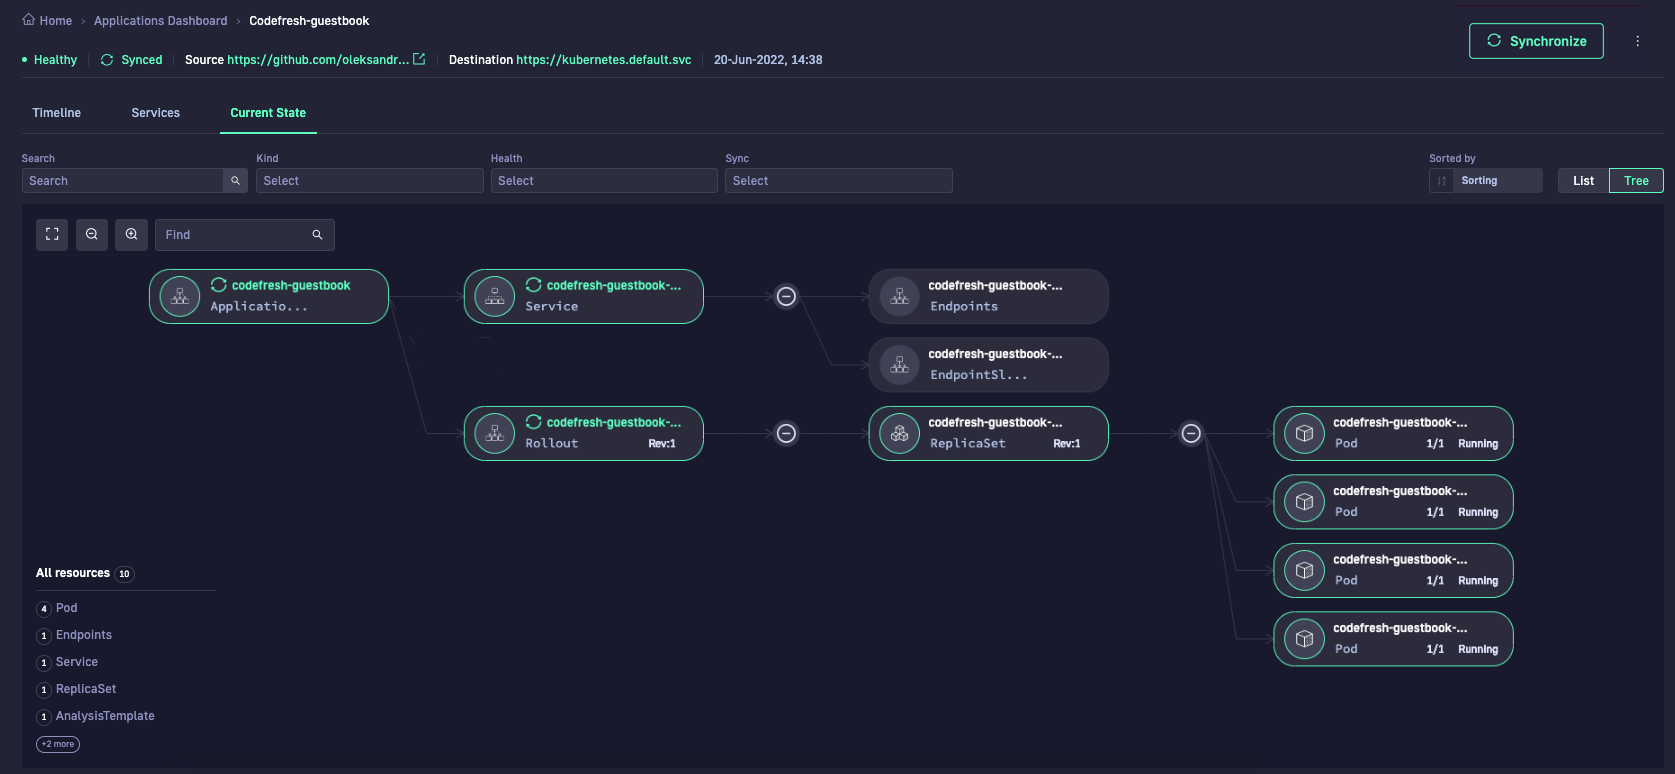 Home › Applications Dashboard › Codefresh-guestbook
Healthy Synced Source https://github.com/oleksandr... Destination https://kubernetes.default.svc 20-Jun-2022, 14:38
Synchronize
Timeline Services Current State
Search Kind Health Sync Sorted by
Search Select Select Select Sorting List Tree
Find
codefresh-guestbook
Applicatio...
codefresh-guestbook-...
Service
codefresh-guestbook-...
Endpoints
codefresh-guestbook-...
EndpointSl...
codefresh-guestbook-...
Rollout Rev:1
codefresh-guestbook-...
ReplicaSet Rev:1
codefresh-guestbook-...
Pod 1/1 Running
codefresh-guestbook-...
Pod 1/1 Running
codefresh-guestbook-...
Pod 1/1 Running
codefresh-guestbook-...
Pod 1/1 Running
All resources 10
4 Pod
1 Endpoints
1 Service
1 ReplicaSet
1 AnalysisTemplate
+2 more